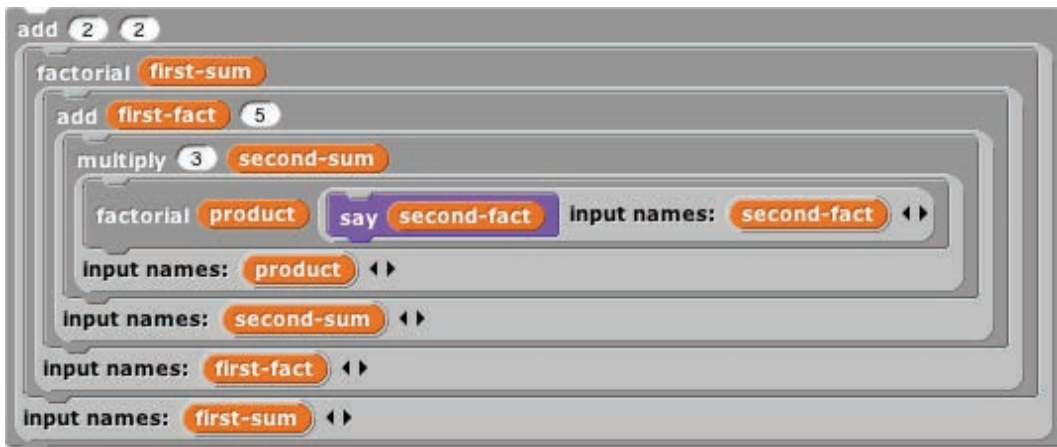 add 2 2
factorial first-sum
add first-fact 5
multiply 3 second-sum
factorial product say second-fact input names: second-fact
input names: product
input names: second-sum
input names: first-fact
input names: first-sum